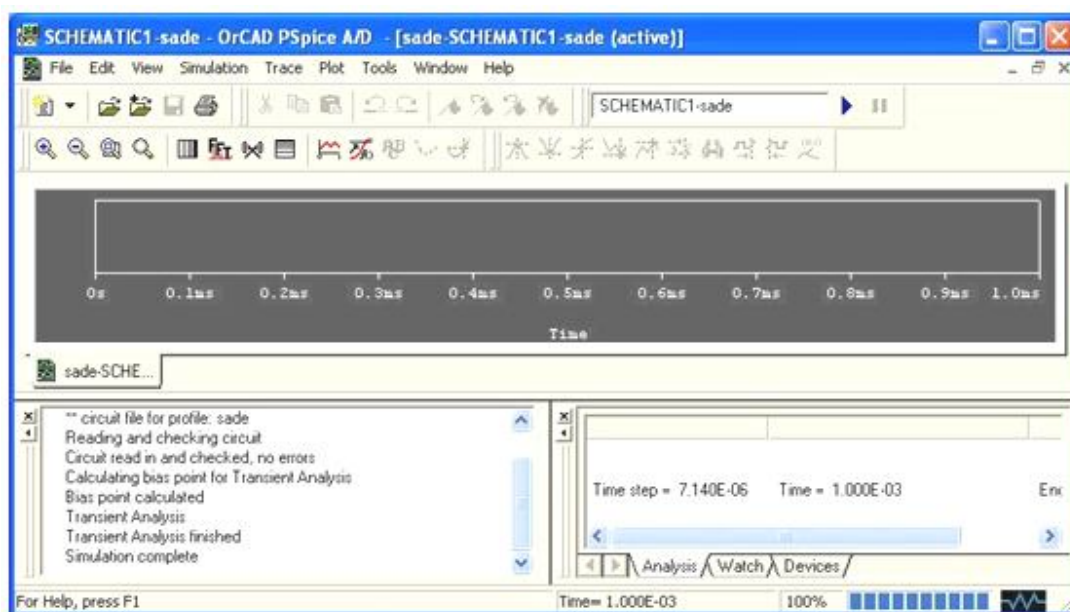 SCHEMATIC1-sade - OrCAD PSpice A/D - [sade-SCHEMATIC1-sade (active)]
File Edit View Simulation Trace Plot Tools Window Help
SCHEMATIC1-sade
FFT
0s 0.1ms 0.2ms 0.3ms 0.4ms 0.5ms 0.6ms 0.7ms 0.8ms 0.9ms 1.0ms
Time
sade-SCHE...
** circuit file for profile: sade
Reading and checking circuit
Circuit read in and checked, no errors
Calculating bias point for Transient Analysis
Bias point calculated
Transient Analysis
Transient Analysis finished
Simulation complete
Time step = 7.140E-06 Time = 1.000E-03 Enc
Analysis Watch Devices
For Help, press F1 Time= 1.000E-03 100%